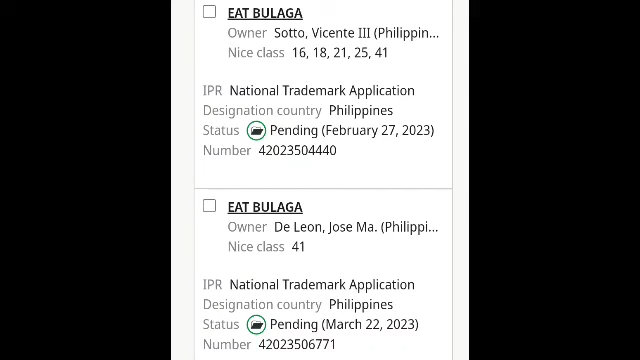 EAT BULAGA
Owner Sotto, Vicente III (Philippin...
Nice class 16, 18, 21, 25, 41
IPR National Trademark Application
Designation country Philippines
Status Pending (February 27, 2023)
Number 42023504440
EAT BULAGA
Owner De Leon, Jose Ma. (Philippi...
Nice class 41
IPR National Trademark Application
Designation country Philippines
Status Pending (March 22, 2023)
Number 42023506771